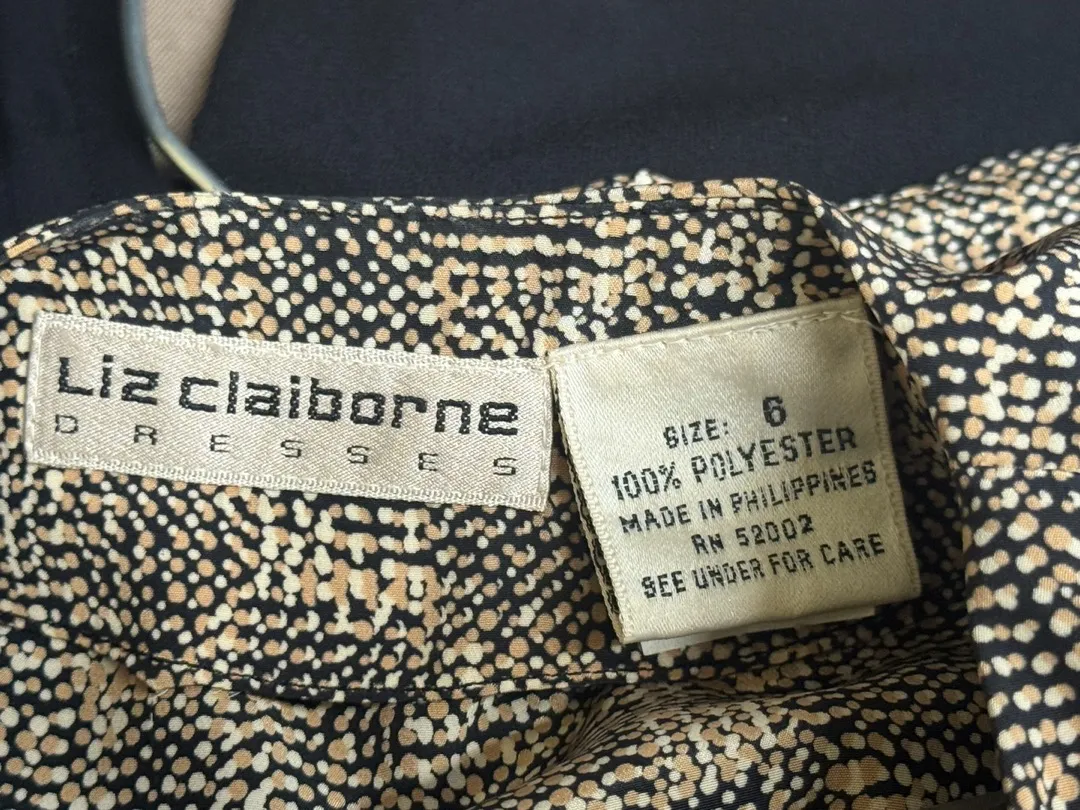 Liz claiborne
DRESSES
SIZE: 6
100% POLYESTER
MADE IN PHILIPPINES
RN 52002
SEE UNDER FOR CARE